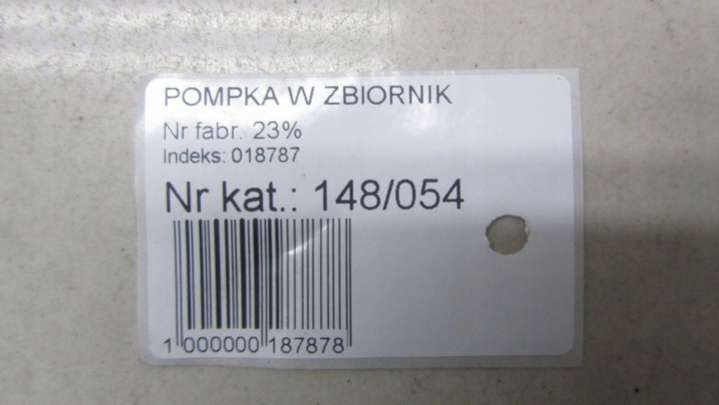 POMPKA W ZBIORNIK
Nr fabr. 23%
Indeks: 018787
Nr kat.: 148/054
1 000000 187878